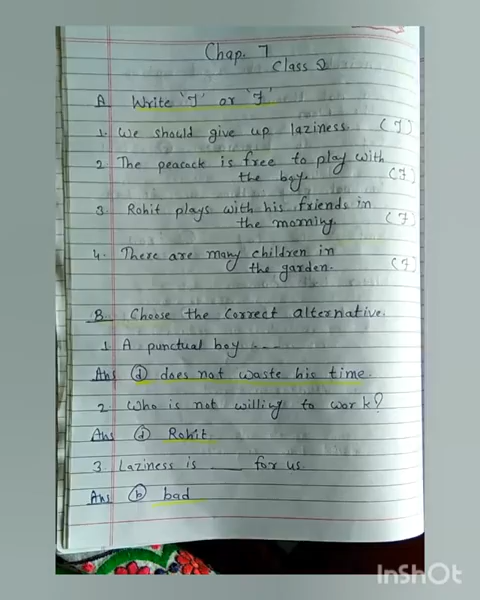 Chap. 7
Class 2
A Write 'T' or 'F'
1. We should give up laziness. (T)
2 The peacock is free to play with
the boy. (F)
3 Rohit plays with his friends in
the morning. (F)
4. There are many children in
the garden. (T)
B Choose the correct alternative.
1. A punctual boy ---
Ans (d) does not waste his time.
2. Who is not willing to work?
Ans (d) Rohit.
3. Laziness is ___ for us.
Ans (b) bad
InShOt